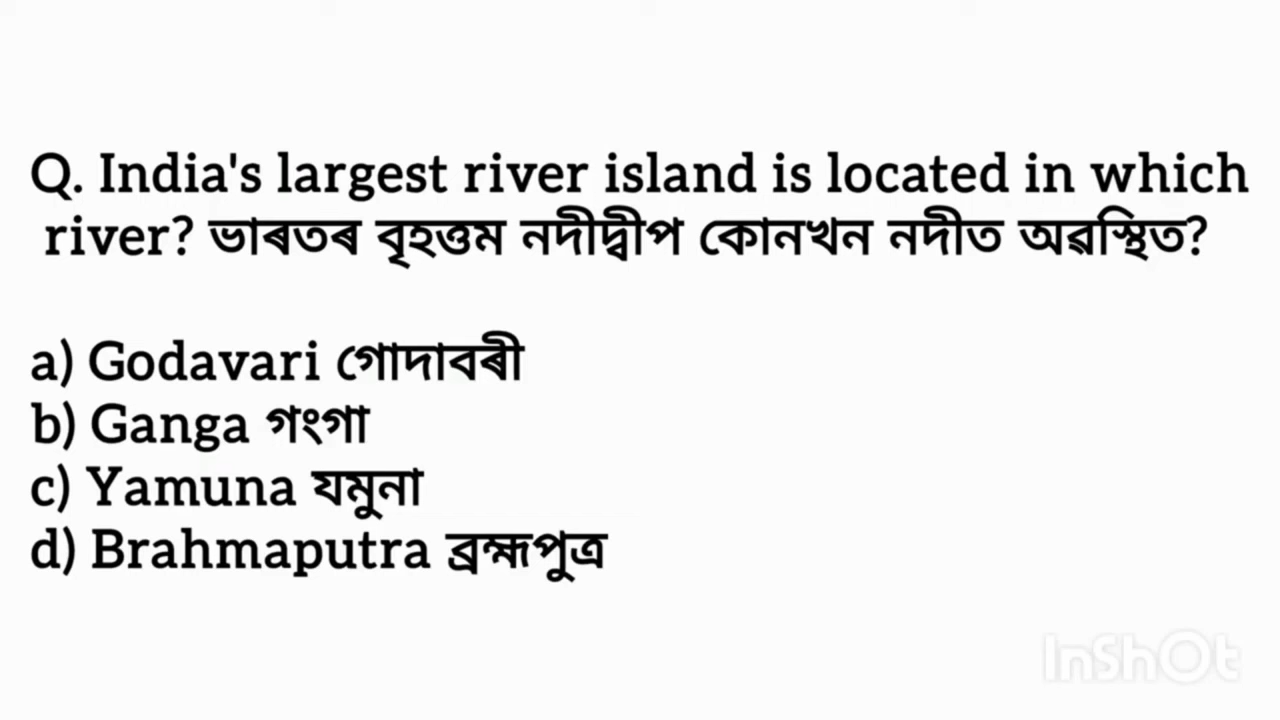 Q. India's largest river island is located in which
river? ভাৰতৰ বৃহত্তম নদীদ্বীপ কোনখন নদীত অৱস্থিত?
a) Godavari গোদাবৰী
b) Ganga গংগা
c) Yamuna যমুনা
d) Brahmaputra ব্ৰহ্মপুত্ৰ
InShOt